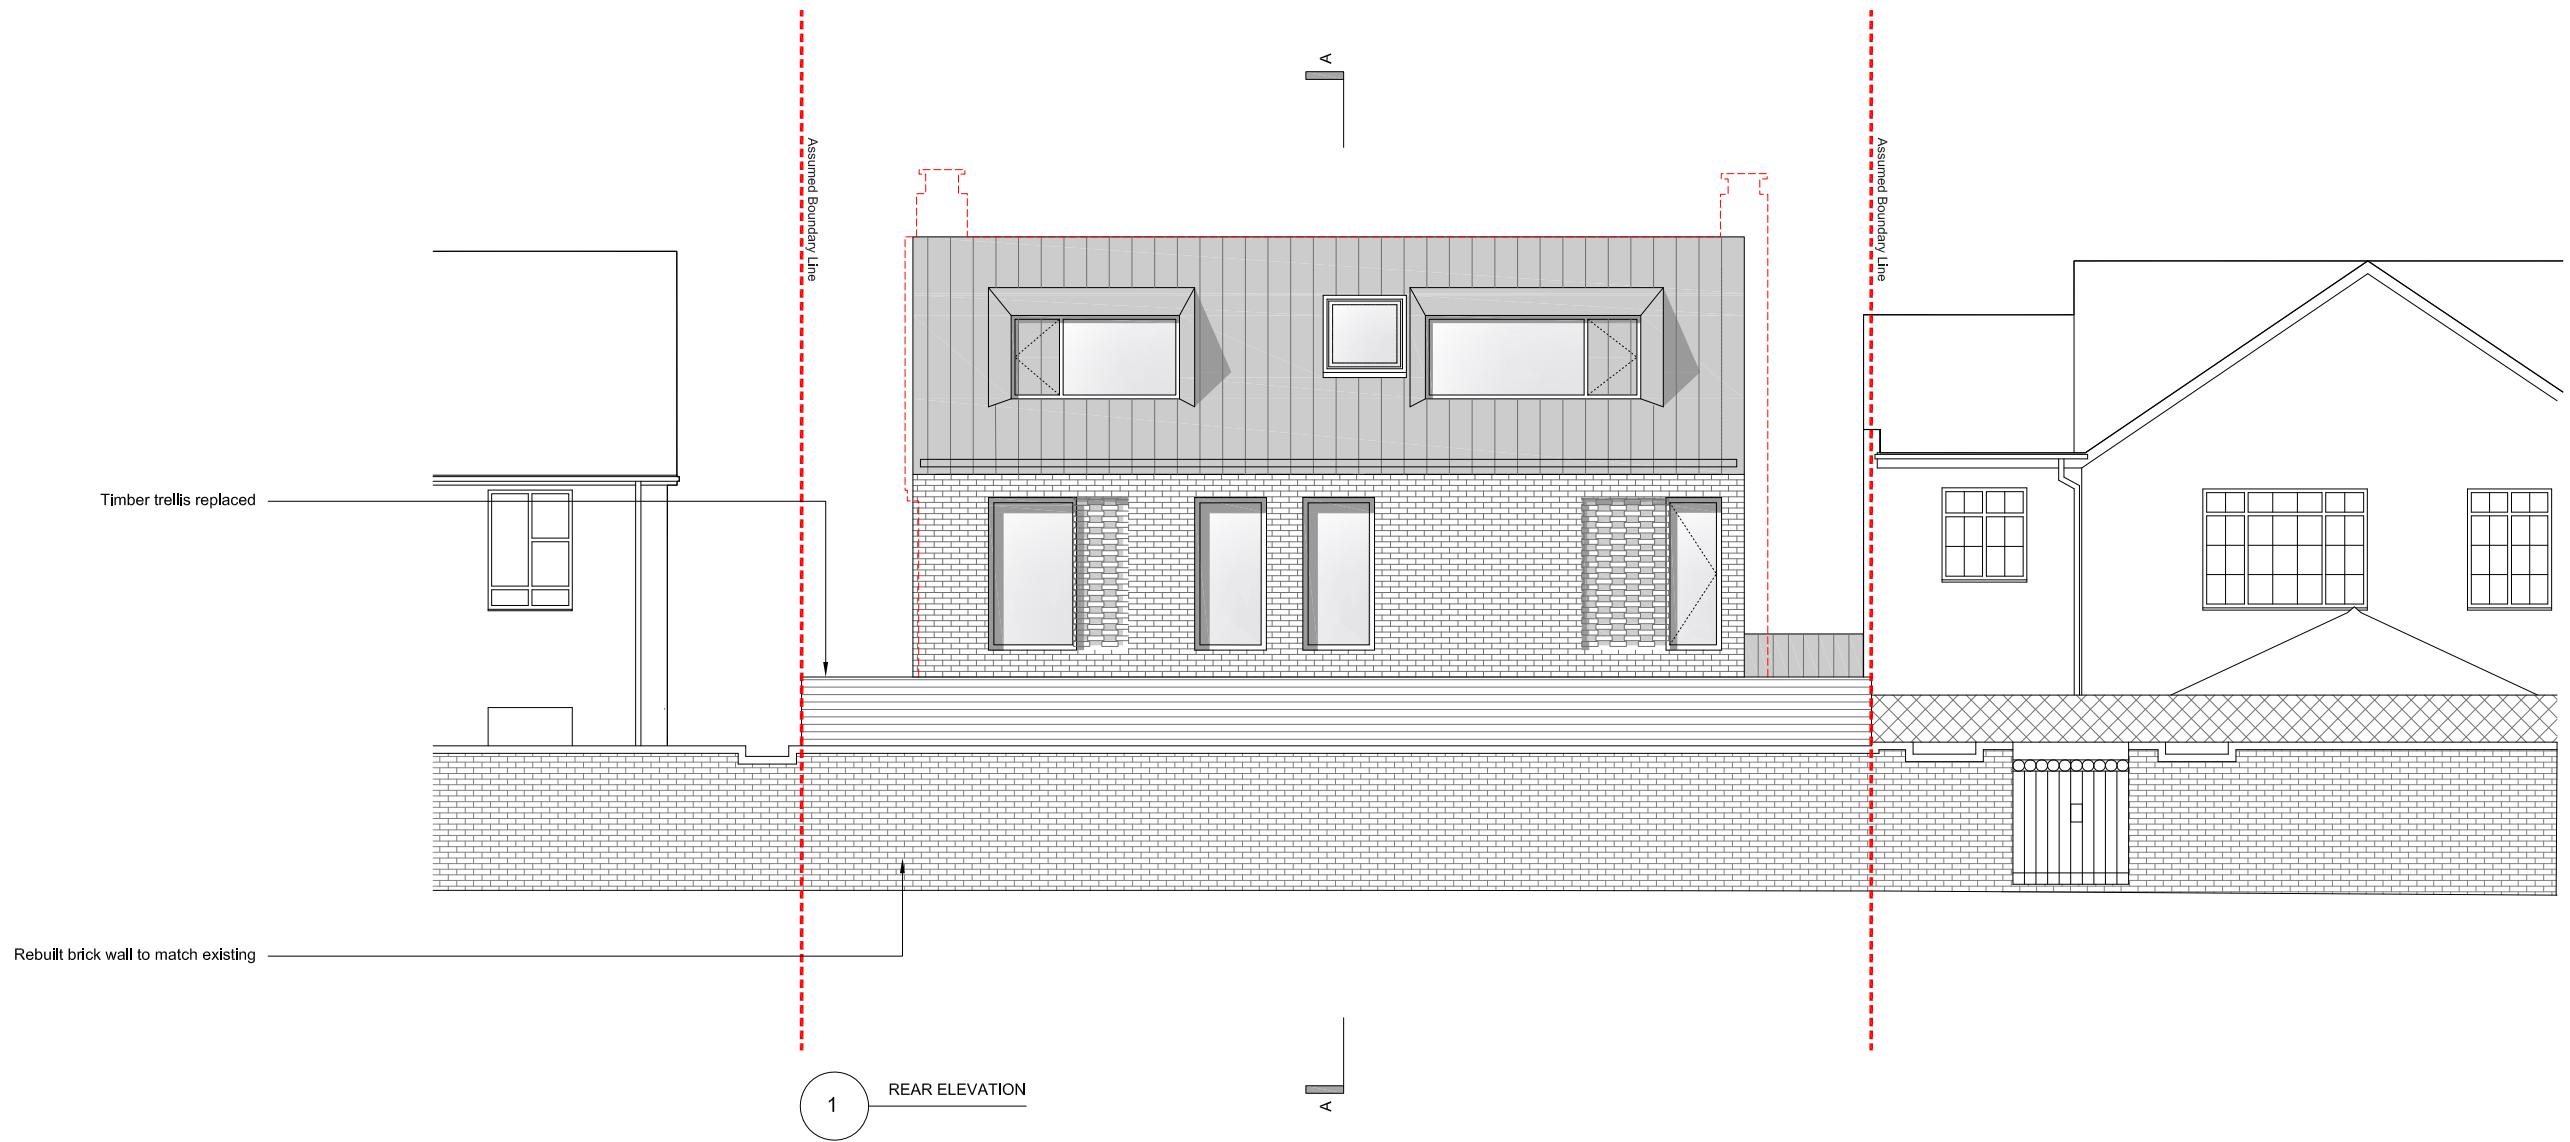 A
Assumed Boundary Line
Assumed Boundary Line
Timber trellis replaced
Rebuilt brick wall to match existing
1
REAR ELEVATION
A